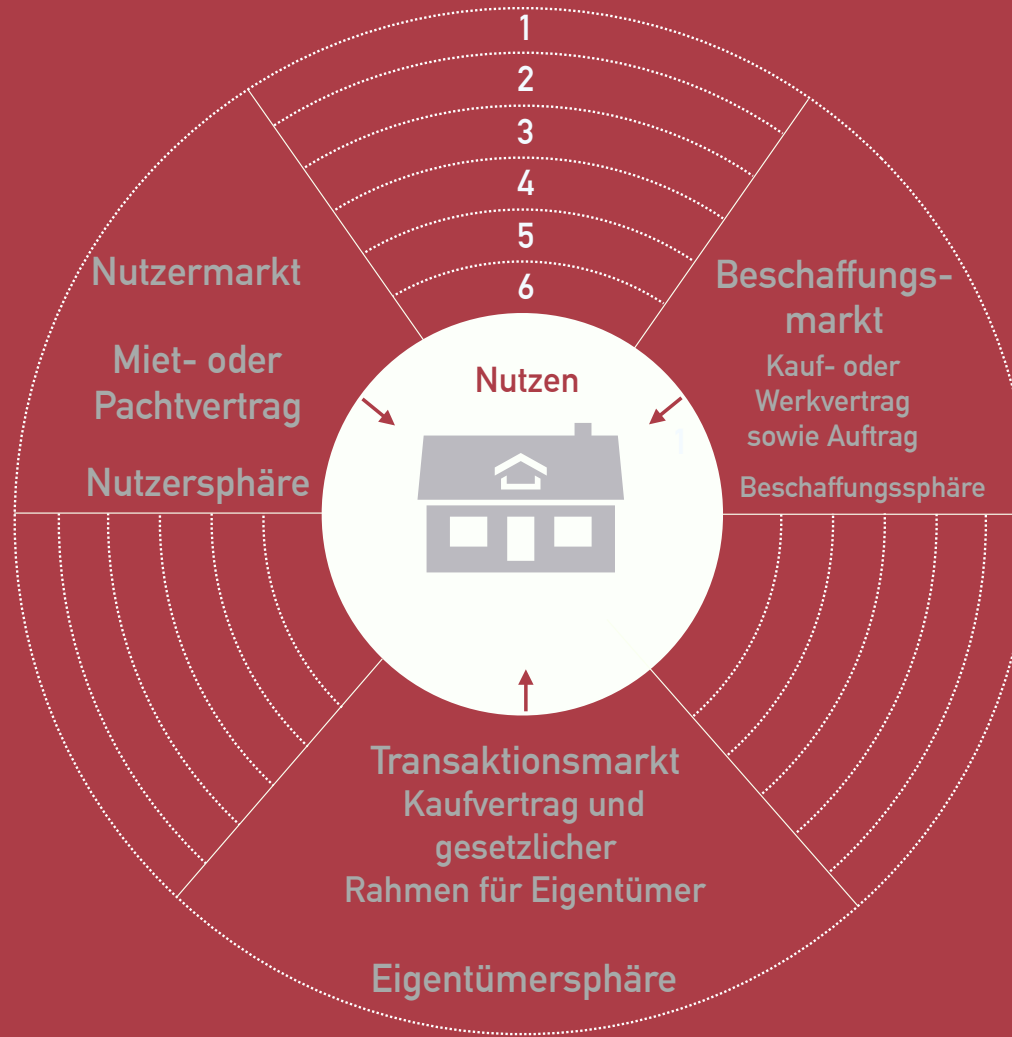 1
2
3
4
5
6
Nutzermarkt
Miet- oder
Pachtvertrag
Nutzersphäre
Beschaffungs-
markt
Kauf- oder
Werkvertrag
sowie Auftrag
Beschaffungssphäre
Nutzen
1
Transaktionsmarkt
Kaufvertrag und
gesetzlicher
Rahmen für Eigentümer
Eigentümersphäre